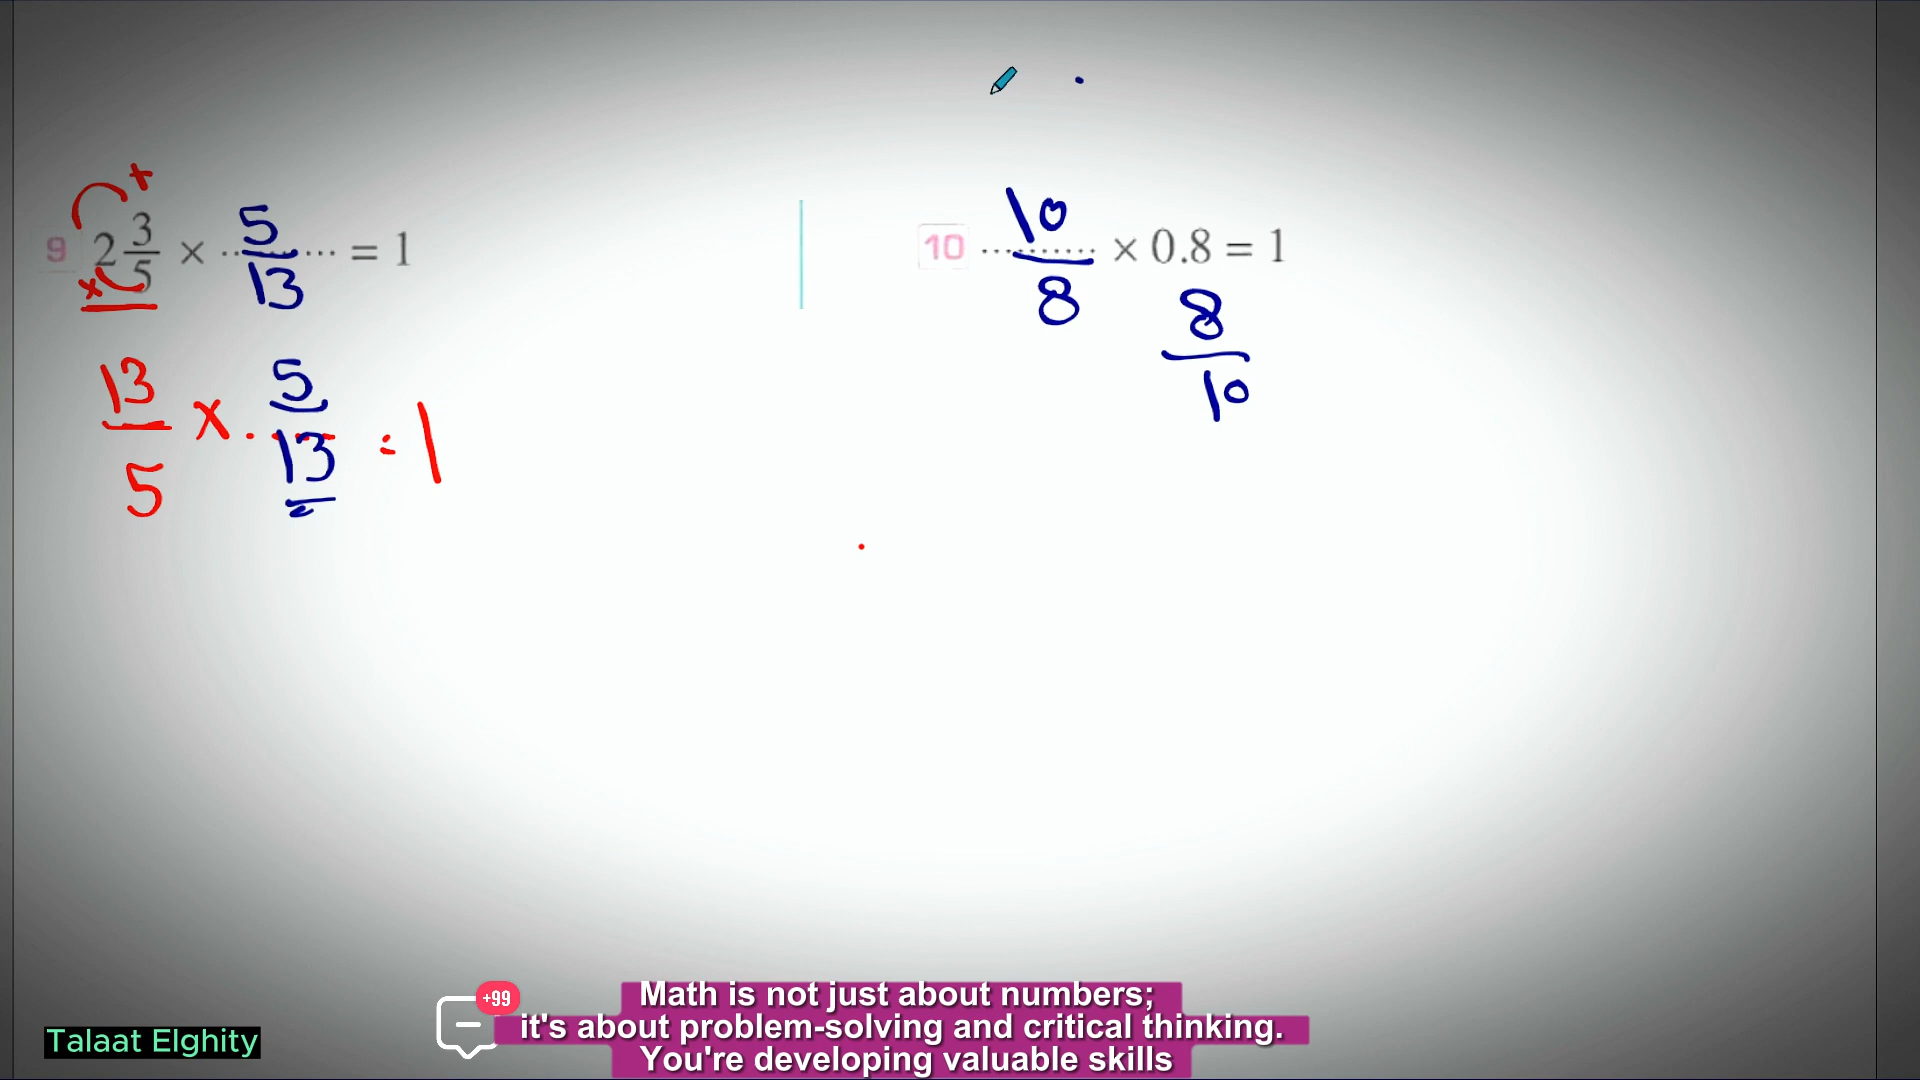 9 2 3/5 × 5/13 ............ = 1
13/5 × 5/13 = 1
10 10/8 ............ × 0.8 = 1
8/10
+99
Math is not just about numbers;
it's about problem-solving and critical thinking.
You're developing valuable skills
Talaat Elghity